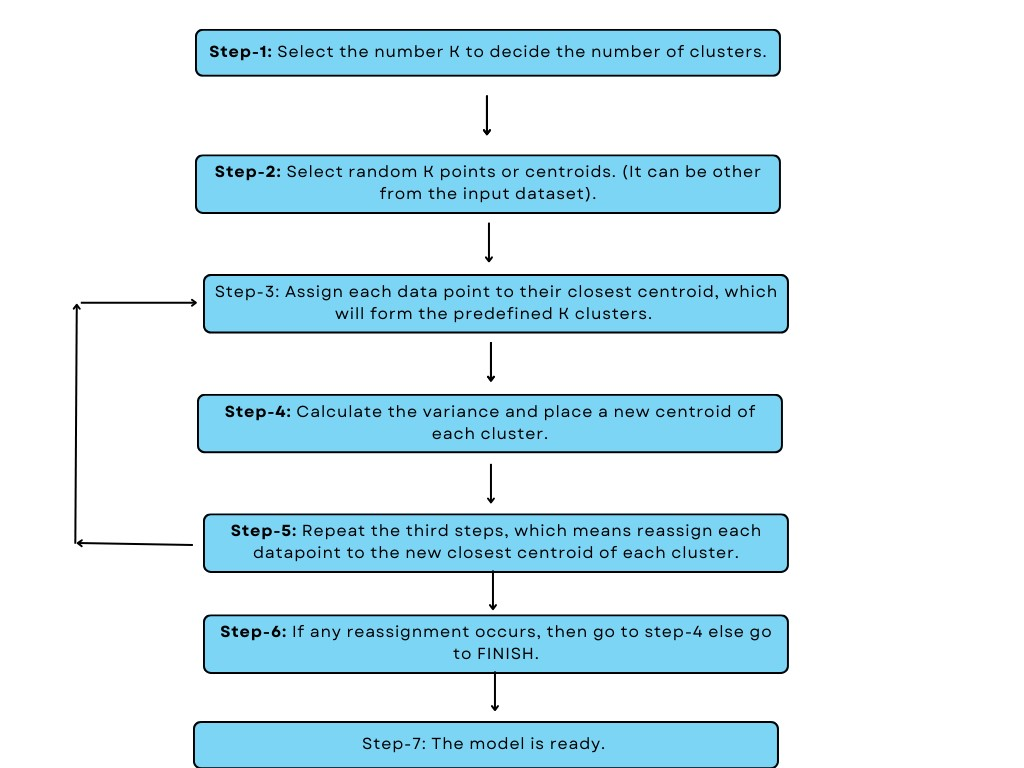 Step-1: Select the number K to decide the number of clusters.
Step-2: Select random K points or centroids. (It can be other
from the input dataset).
Step-3: Assign each data point to their closest centroid, which
will form the predefined K clusters.
Step-4: Calculate the variance and place a new centroid of
each cluster.
Step-5: Repeat the third steps, which means reassign each
datapoint to the new closest centroid of each cluster.
Step-6: If any reassignment occurs, then go to step-4 else go
to FINISH.
Step-7: The model is ready.